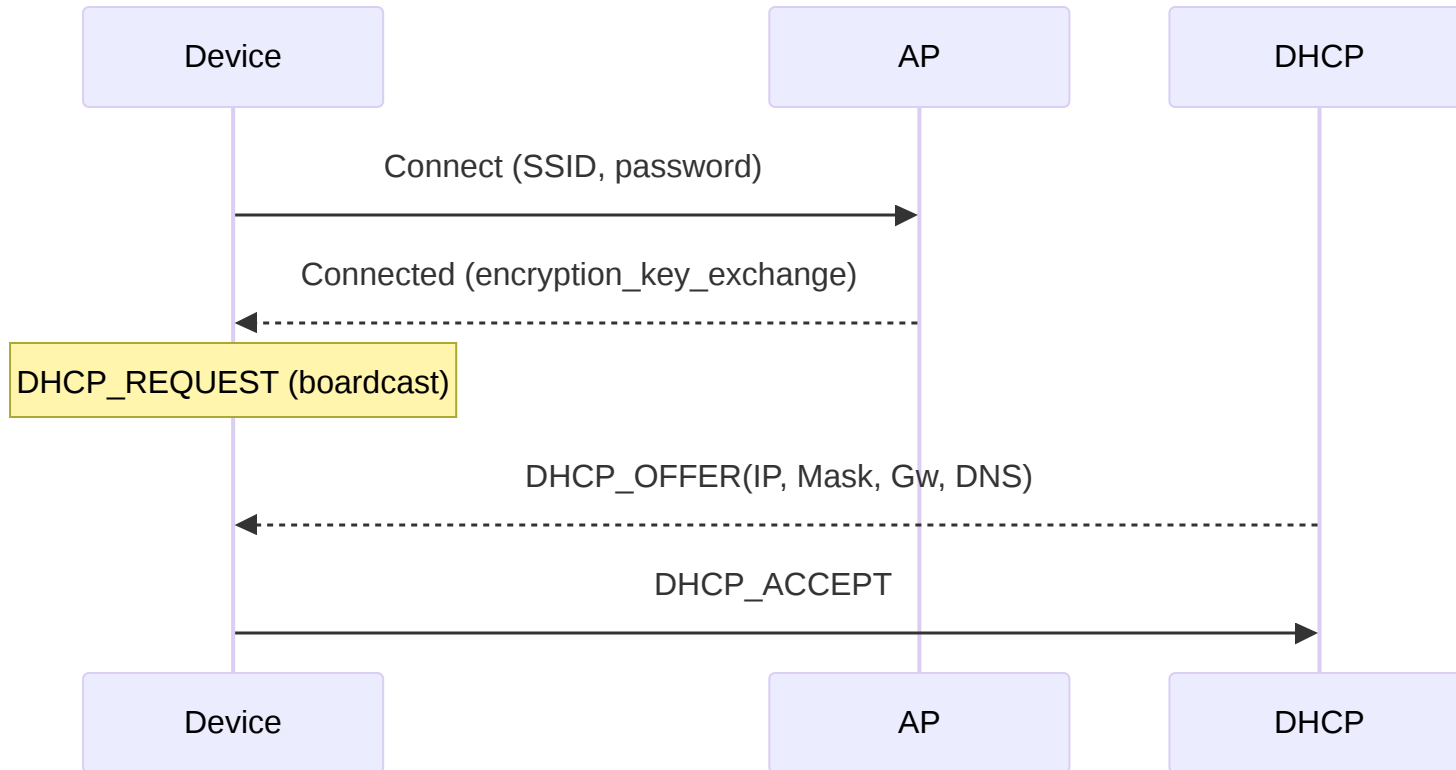 Device
AP
DHCP
Connect (SSID, password)
Connected (encryption_key_exchange)
DHCP_REQUEST (boardcast)
DHCP_OFFER(IP, Mask, Gw, DNS)
DHCP_ACCEPT
Device
AP
DHCP